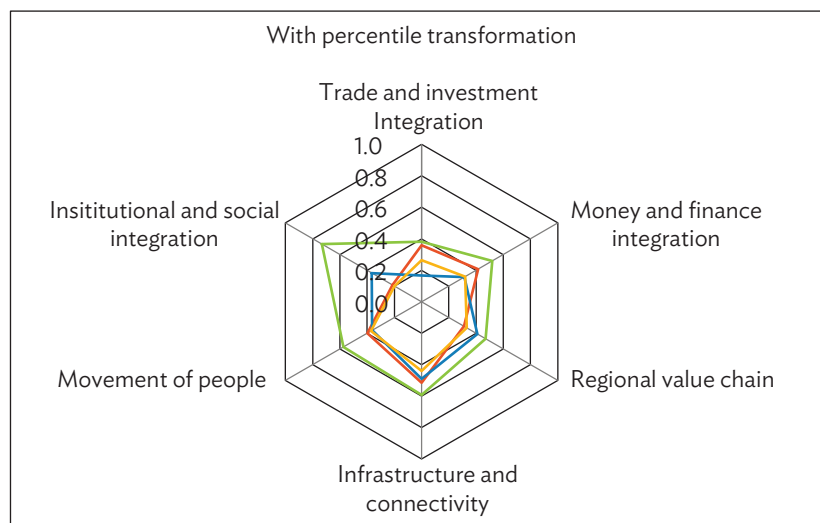 With percentile transformation
Trade and investment
Integration
1.0
0.8
0.6
0.4
0.2
0.0
Insititutional and social
integration
Money and finance
integration
Movement of people
Regional value chain
Infrastructure and
connectivity